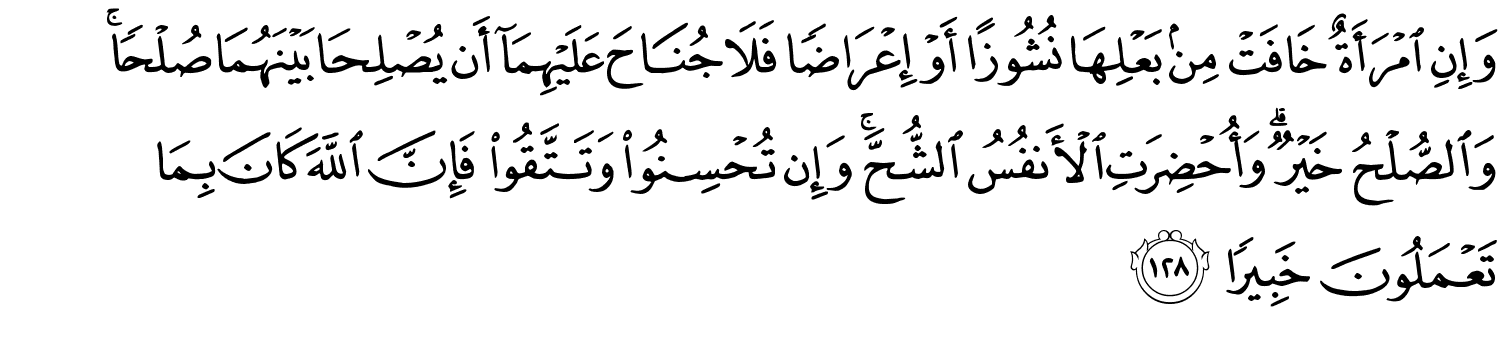 وَإِنِ ٱمْرَأَةٌ خَافَتْ مِنۢ بَعْلِهَا نُشُوزًا أَوْ إِعْرَاضًا فَلَا جُنَاحَ عَلَيْهِمَآ أَن يُصْلِحَا بَيْنَهُمَا صُلْحًا ۚ
وَٱلصُّلْحُ خَيْرٌ ۗ وَأُحْضِرَتِ ٱلْأَنفُسُ ٱلشُّحَّ ۚ وَإِن تُحْسِنُوا۟ وَتَتَّقُوا۟ فَإِنَّ ٱللَّهَ كَانَ بِمَا
تَعْمَلُونَ خَبِيرًا ١٢٨